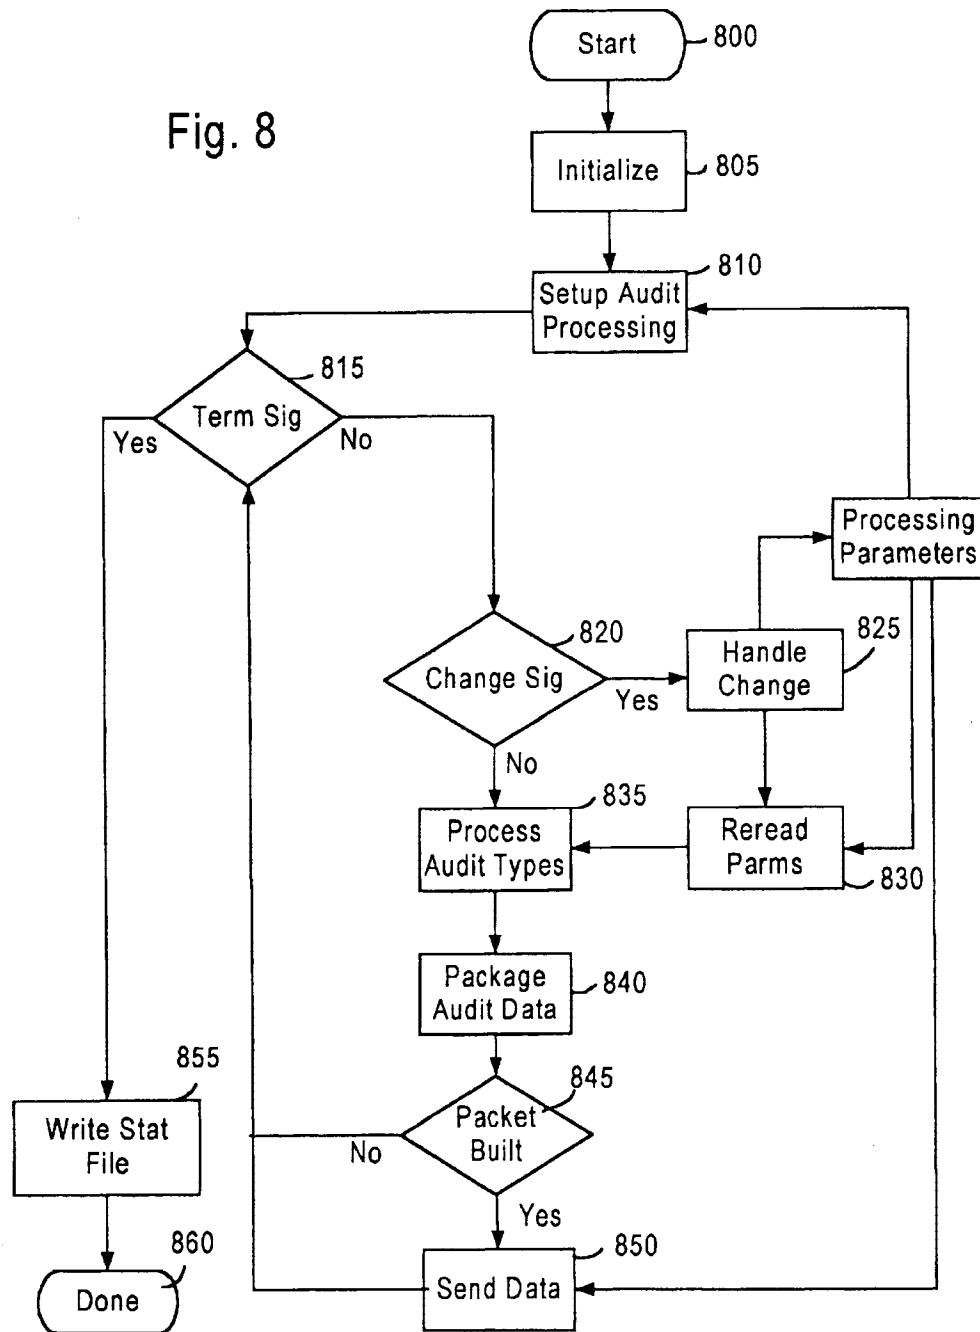 Start
800
Fig. 8
Initialize
805
810
Setup Audit
Processing
815
Term Sig
Yes
No
Processing
Parameters
820
Change Sig
Yes
825
Handle
Change
No
835
Process
Audit Types
Reread
Parms
830
Package
Audit Data
840
855
845
Write Stat
File
Packet
Built
No
Yes
860
Done
850
Send Data